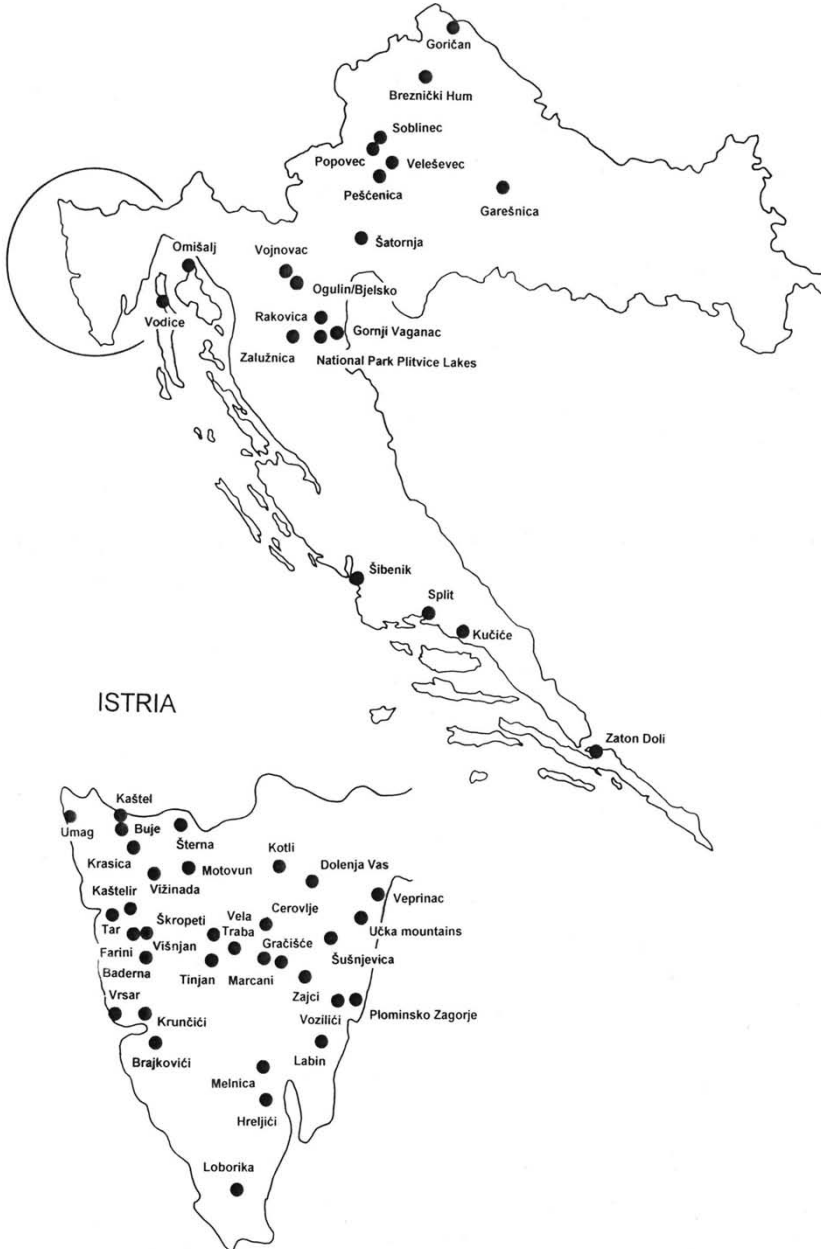 Goričan
Breznički Hum
Soblinec
Popovec
Veleševec
Pešćenica
Garešnica
Šatornja
Omišalj
Vojnovac
Ogulin/Bjelsko
Vodice
Rakovica
Gornji Vaganac
Zalužnica
National Park Plitvice Lakes
Šibenik
Split
Kučiće
ISTRIA
Zaton Doli
Kaštel
Umag
Buje
Šterna
Kotli
Krasica
Motovun
Dolenja Vas
Vižinada
Kaštelir
Veprinac
Cerovlje
Vela
Traba
Škropeti
Tar
Učka mountains
Višnjan
Gračišće
Farini
Šušnjevica
Baderna
Tinjan
Marcani
Zajci
Vrsar
Vozilići
Plominsko Zagorje
Krunčići
Brajkovići
Labin
Melnica
Hreljići
Loborika